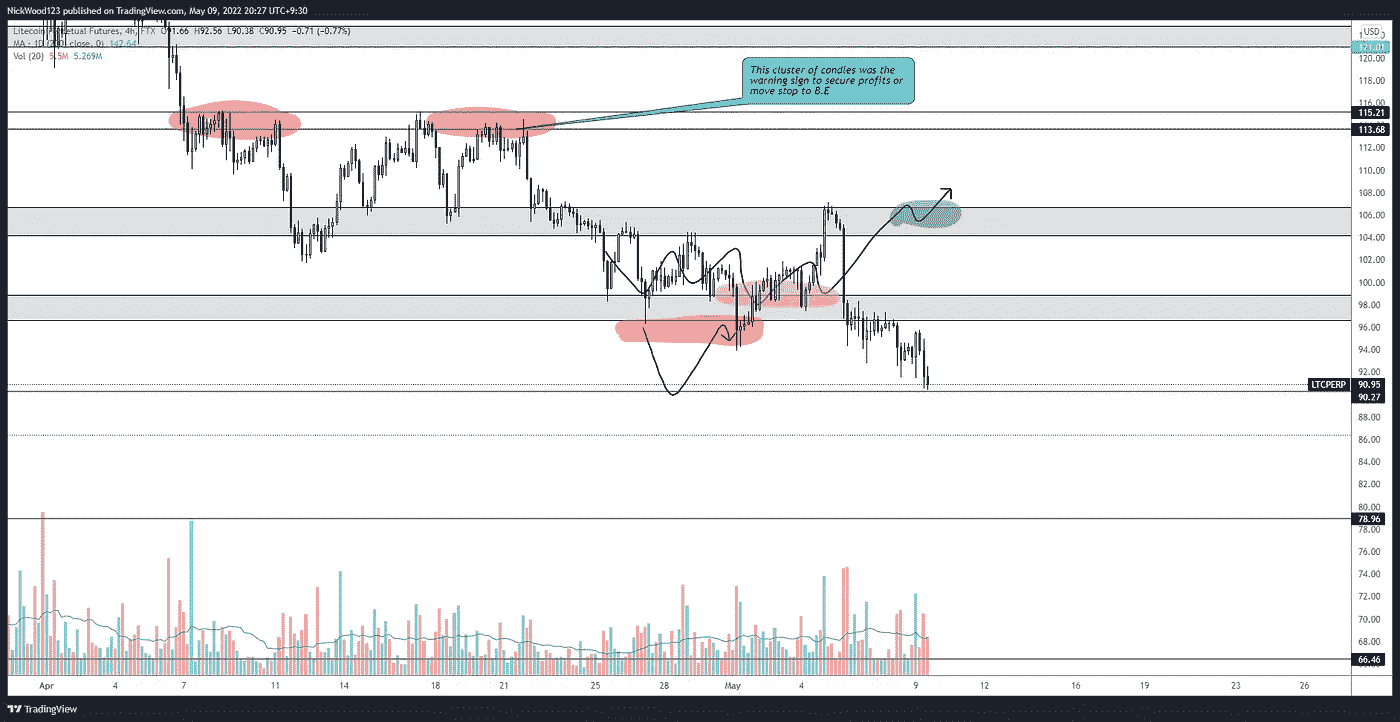 NickWood123 published on TradingView.com, May 09, 2022 20:27 UTC+9:30
USD
Litecoin Perpetual Futures, 4h, FTX O91.66 H92.56 L90.38 C90.95 −0.71 (−0.77%)
close, 0) 142.64
Vol (20) 5.5M 5.269M
This cluster of candles was the
warning sign to secure profits or
move stop to B.E
121.01
120.00
118.00
116.00
115.21
113.68
112.00
110.00
108.00
106.00
104.00
102.00
100.00
98.00
96.00
94.00
92.00
LTCPERP 90.95
90.27
88.00
86.00
84.00
82.00
80.00
78.96
78.00
76.00
74.00
72.00
70.00
68.00
66.46
Apr 4 7 11 14 18 21 25 28 May 4 9 12 16 19 23 26
TradingView